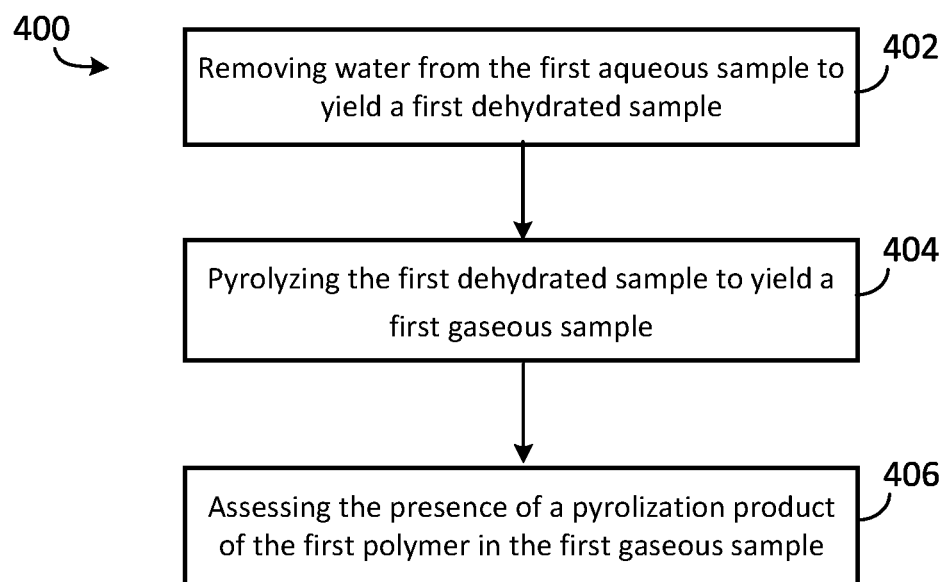 400
402
Removing water from the first aqueous sample to
yield a first dehydrated sample
404
Pyrolyzing the first dehydrated sample to yield a
first gaseous sample
406
Assessing the presence of a pyrolization product
of the first polymer in the first gaseous sample